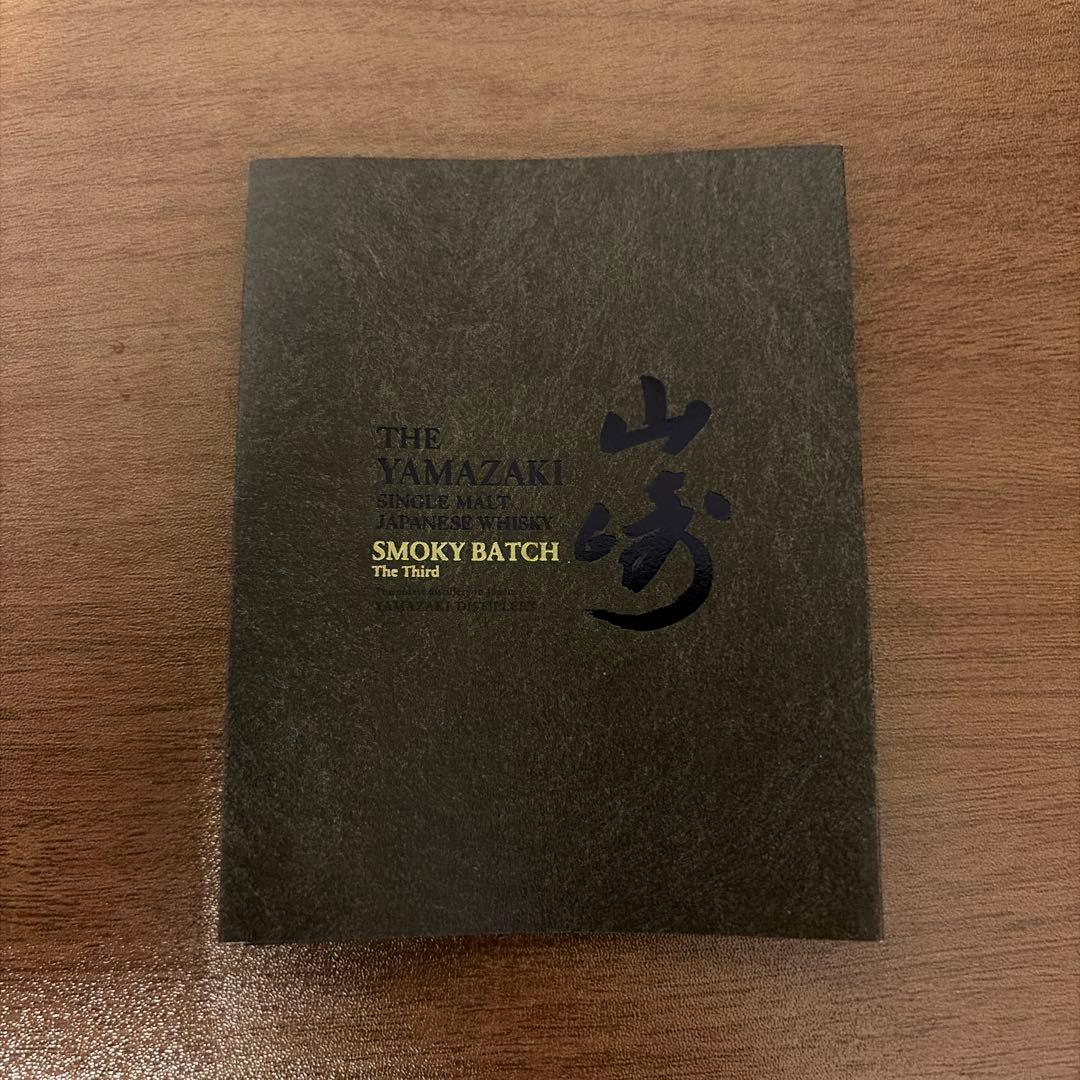 THE
YAMAZAKI
SINGLE MALT
JAPANESE WHISKY
SMOKY BATCH
The Third
YAMAZAKI DISTILLERY
山崎